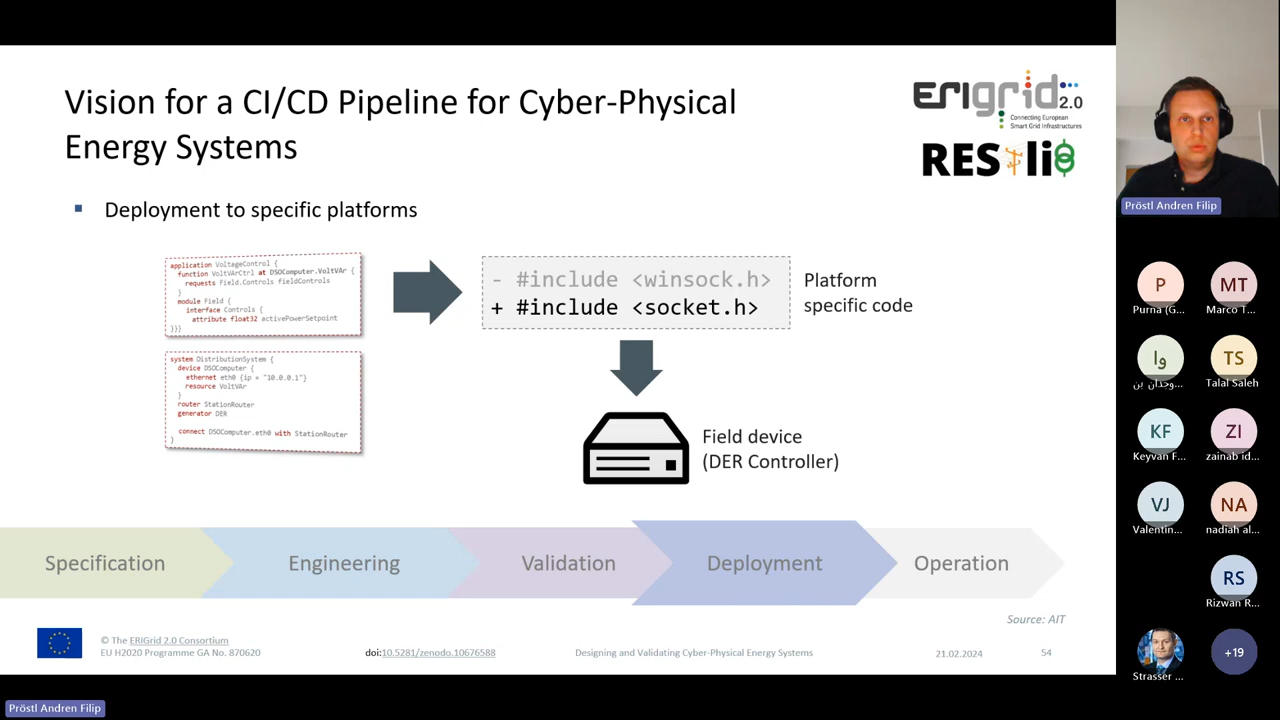 Vision for a CI/CD Pipeline for Cyber-Physical
Energy Systems
ERIgrid 2.0
Connecting European
Smart Grid Infrastructures
RESili8
Deployment to specific platforms
application VoltageControl {
function VoltVArCtrl at DSOComputer.VoltVAr {
requests Field.Controls fieldControls
}
module Field {
interface Controls {
attribute float32 activePowerSetpoint
}}}
system DistributionSystem {
device DSOComputer {
ethernet eth0 {ip = "10.0.0.1"}
resource VoltVAr
}
router StationRouter
generator DER
connect DSOComputer.eth0 with StationRouter
}
- #include <winsock.h>
+ #include <socket.h>
Platform
specific code
Field device
(DER Controller)
Specification
Engineering
Validation
Deployment
Operation
Source: AIT
© The ERIGrid 2.0 Consortium
EU H2020 Programme GA No. 870620
doi:10.5281/zenodo.10676588
Designing and Validating Cyber-Physical Energy Systems
21.02.2024
54
Pröstl Andren Filip
P
Purna (G...
MT
Marco T...
وا
وجدان بن...
TS
Talal Saleh
KF
Keyvan F...
ZI
zainab id...
VJ
Valentin...
NA
nadiah al...
RS
Rizwan R...
Strasser ...
+19
Pröstl Andren Filip